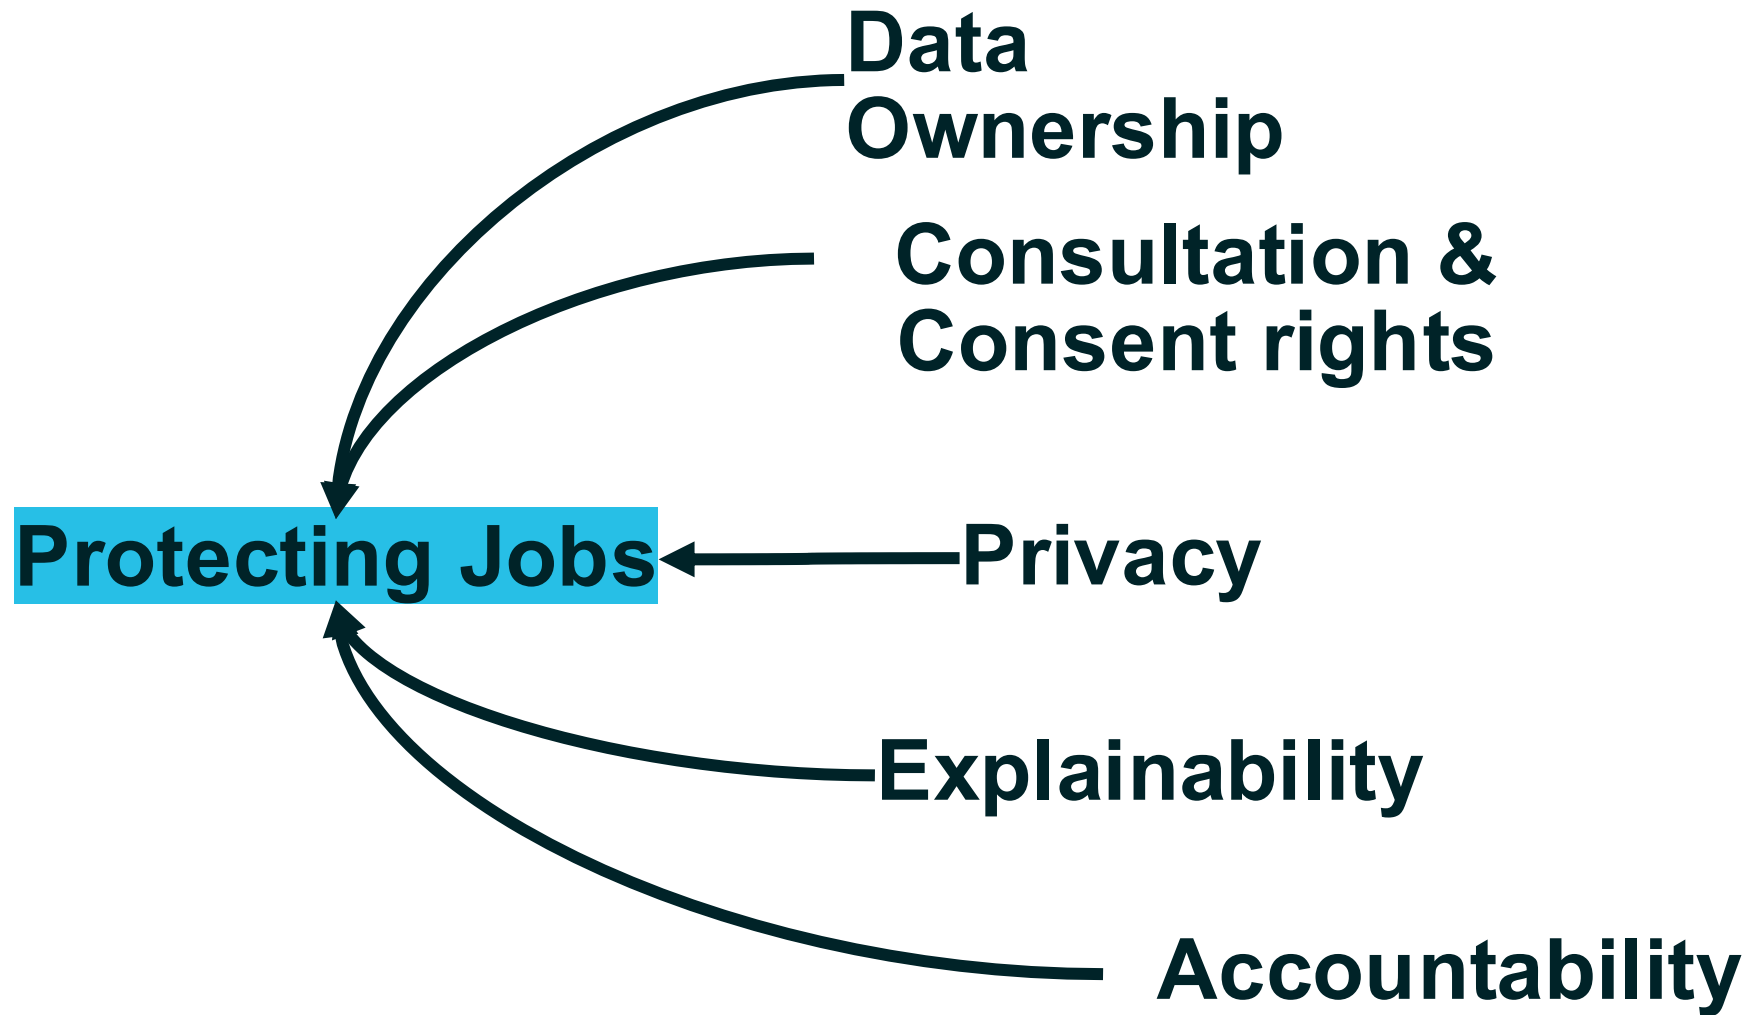 Data
Ownership
Consultation &
Consent rights
Protecting Jobs
Privacy
Explainability
Accountability